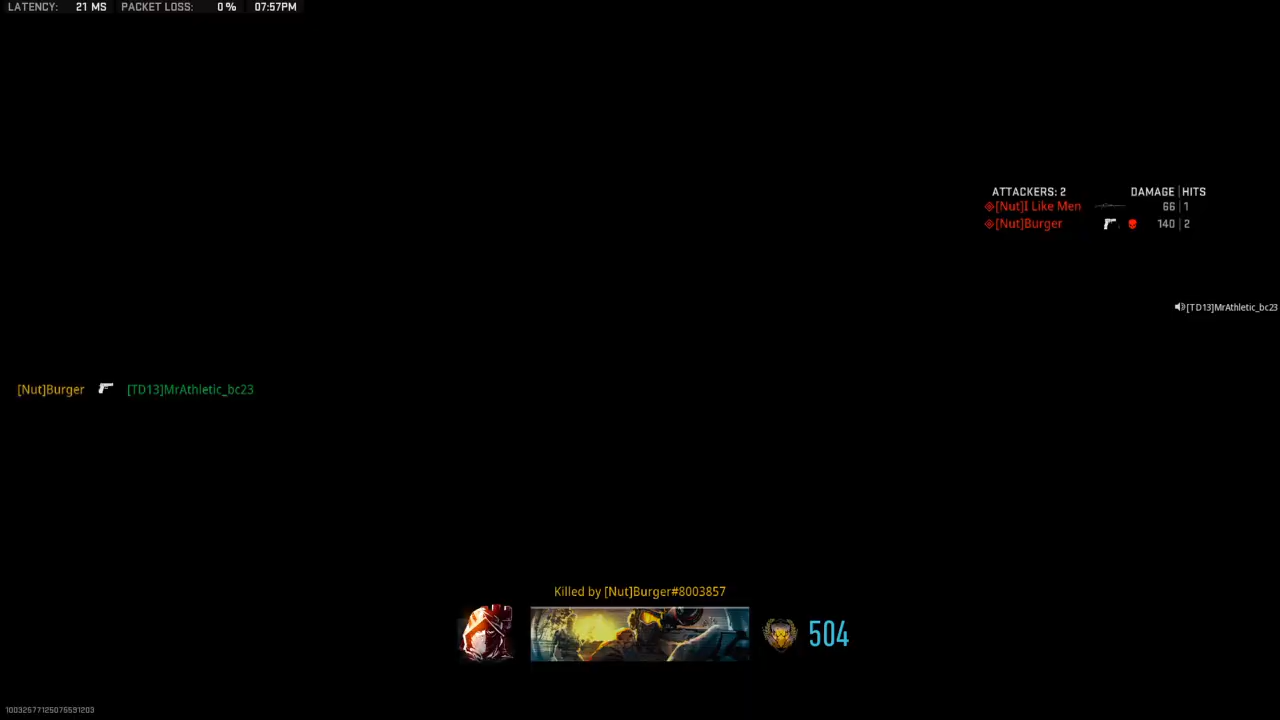 LATENCY: 21 MS PACKET LOSS: 0 % 07:57PM
ATTACKERS: 2 DAMAGE HITS
[Nut]I Like Men 66 1
[Nut]Burger 140 2
[TD13]MrAthletic_bc23
[Nut]Burger [TD13]MrAthletic_bc23
Killed by [Nut]Burger#8003857
504